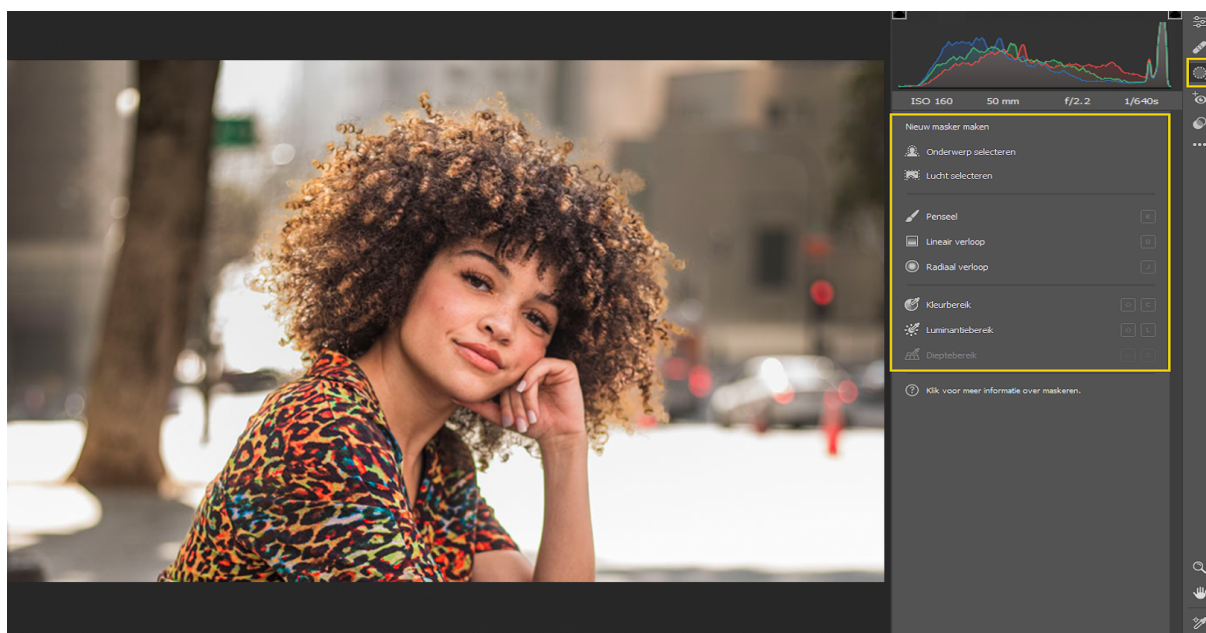 ISO 160 50 mm f/2.2 1/640s
Nieuw masker maken
Onderwerp selecteren
Lucht selecteren
Penseel
Lineair verloop
Radiaal verloop
Kleurbereik C
Luminantiebereik L
Dieptebereik
Klik voor meer informatie over maskeren.